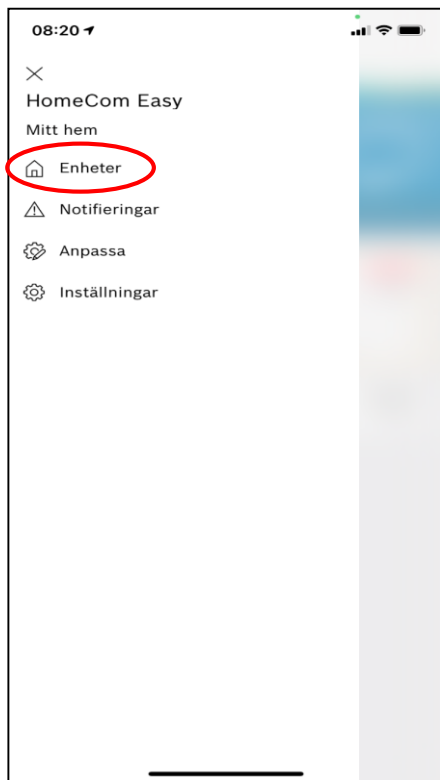 08:20
HomeCom Easy
Mitt hem
Enheter
Notifieringar
Anpassa
Inställningar